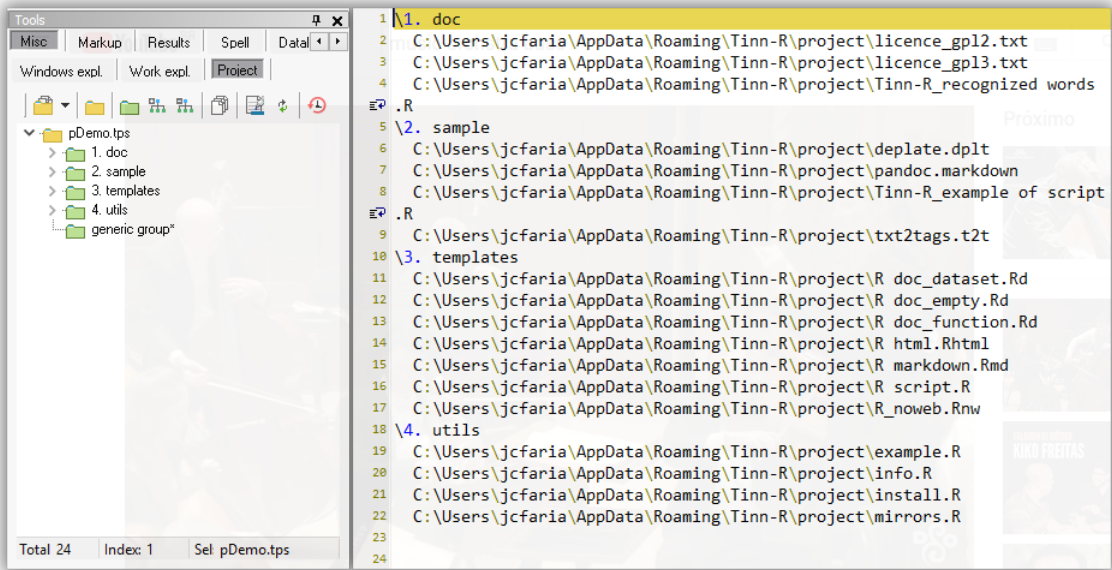 Tools
Misc Markup Results Spell Datal
Windows expl. Work expl. Project
pDemo.tps
1. doc
2. sample
3. templates
4. utils
generic group*
Total 24 Index: 1 Sel: pDemo.tps
1 \1. doc
2 C:\Users\jcfaria\AppData\Roaming\Tinn-R\project\licence_gpl2.txt
3 C:\Users\jcfaria\AppData\Roaming\Tinn-R\project\licence_gpl3.txt
4 C:\Users\jcfaria\AppData\Roaming\Tinn-R\project\Tinn-R_recognized words
.R
5 \2. sample
6 C:\Users\jcfaria\AppData\Roaming\Tinn-R\project\deplate.dplt
7 C:\Users\jcfaria\AppData\Roaming\Tinn-R\project\pandoc.markdown
8 C:\Users\jcfaria\AppData\Roaming\Tinn-R\project\Tinn-R_example of script
.R
9 C:\Users\jcfaria\AppData\Roaming\Tinn-R\project\txt2tags.t2t
10 \3. templates
11 C:\Users\jcfaria\AppData\Roaming\Tinn-R\project\R doc_dataset.Rd
12 C:\Users\jcfaria\AppData\Roaming\Tinn-R\project\R doc_empty.Rd
13 C:\Users\jcfaria\AppData\Roaming\Tinn-R\project\R doc_function.Rd
14 C:\Users\jcfaria\AppData\Roaming\Tinn-R\project\R html.Rhtml
15 C:\Users\jcfaria\AppData\Roaming\Tinn-R\project\R markdown.Rmd
16 C:\Users\jcfaria\AppData\Roaming\Tinn-R\project\R script.R
17 C:\Users\jcfaria\AppData\Roaming\Tinn-R\project\R_noweb.Rnw
18 \4. utils
19 C:\Users\jcfaria\AppData\Roaming\Tinn-R\project\example.R
20 C:\Users\jcfaria\AppData\Roaming\Tinn-R\project\info.R
21 C:\Users\jcfaria\AppData\Roaming\Tinn-R\project\install.R
22 C:\Users\jcfaria\AppData\Roaming\Tinn-R\project\mirrors.R
23
24
Próximo
KIKO FREITAS